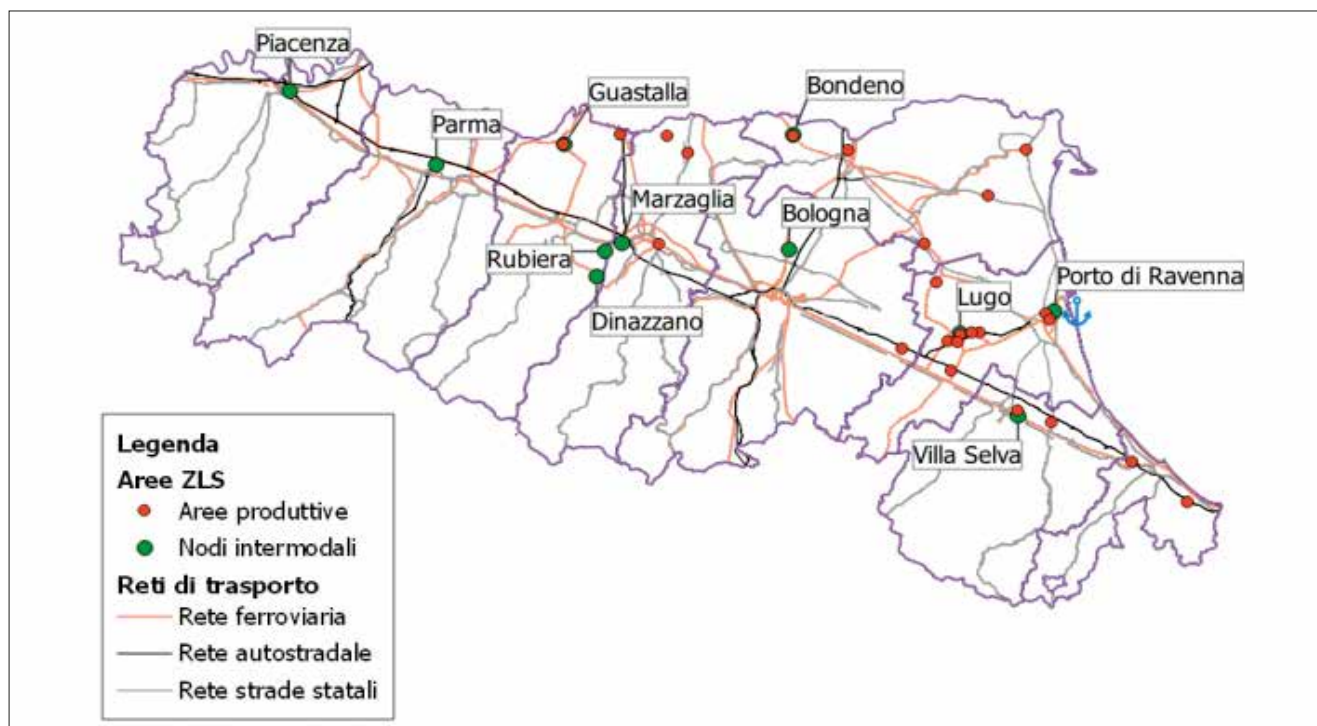 Piacenza
Guastalla
Bondeno
Parma
Marzaglia
Bologna
Rubiera
Porto di Ravenna
Lugo
Dinazzano
Villa Selva
Legenda
Aree ZLS
Aree produttive
Nodi intermodali
Reti di trasporto
Rete ferroviaria
Rete autostradale
Rete strade statali